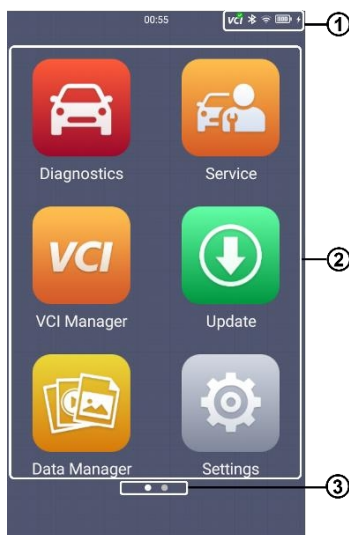 00:55 VCI ①
Diagnostics Service
VCI
②
VCI Manager Update
Data Manager Settings
③